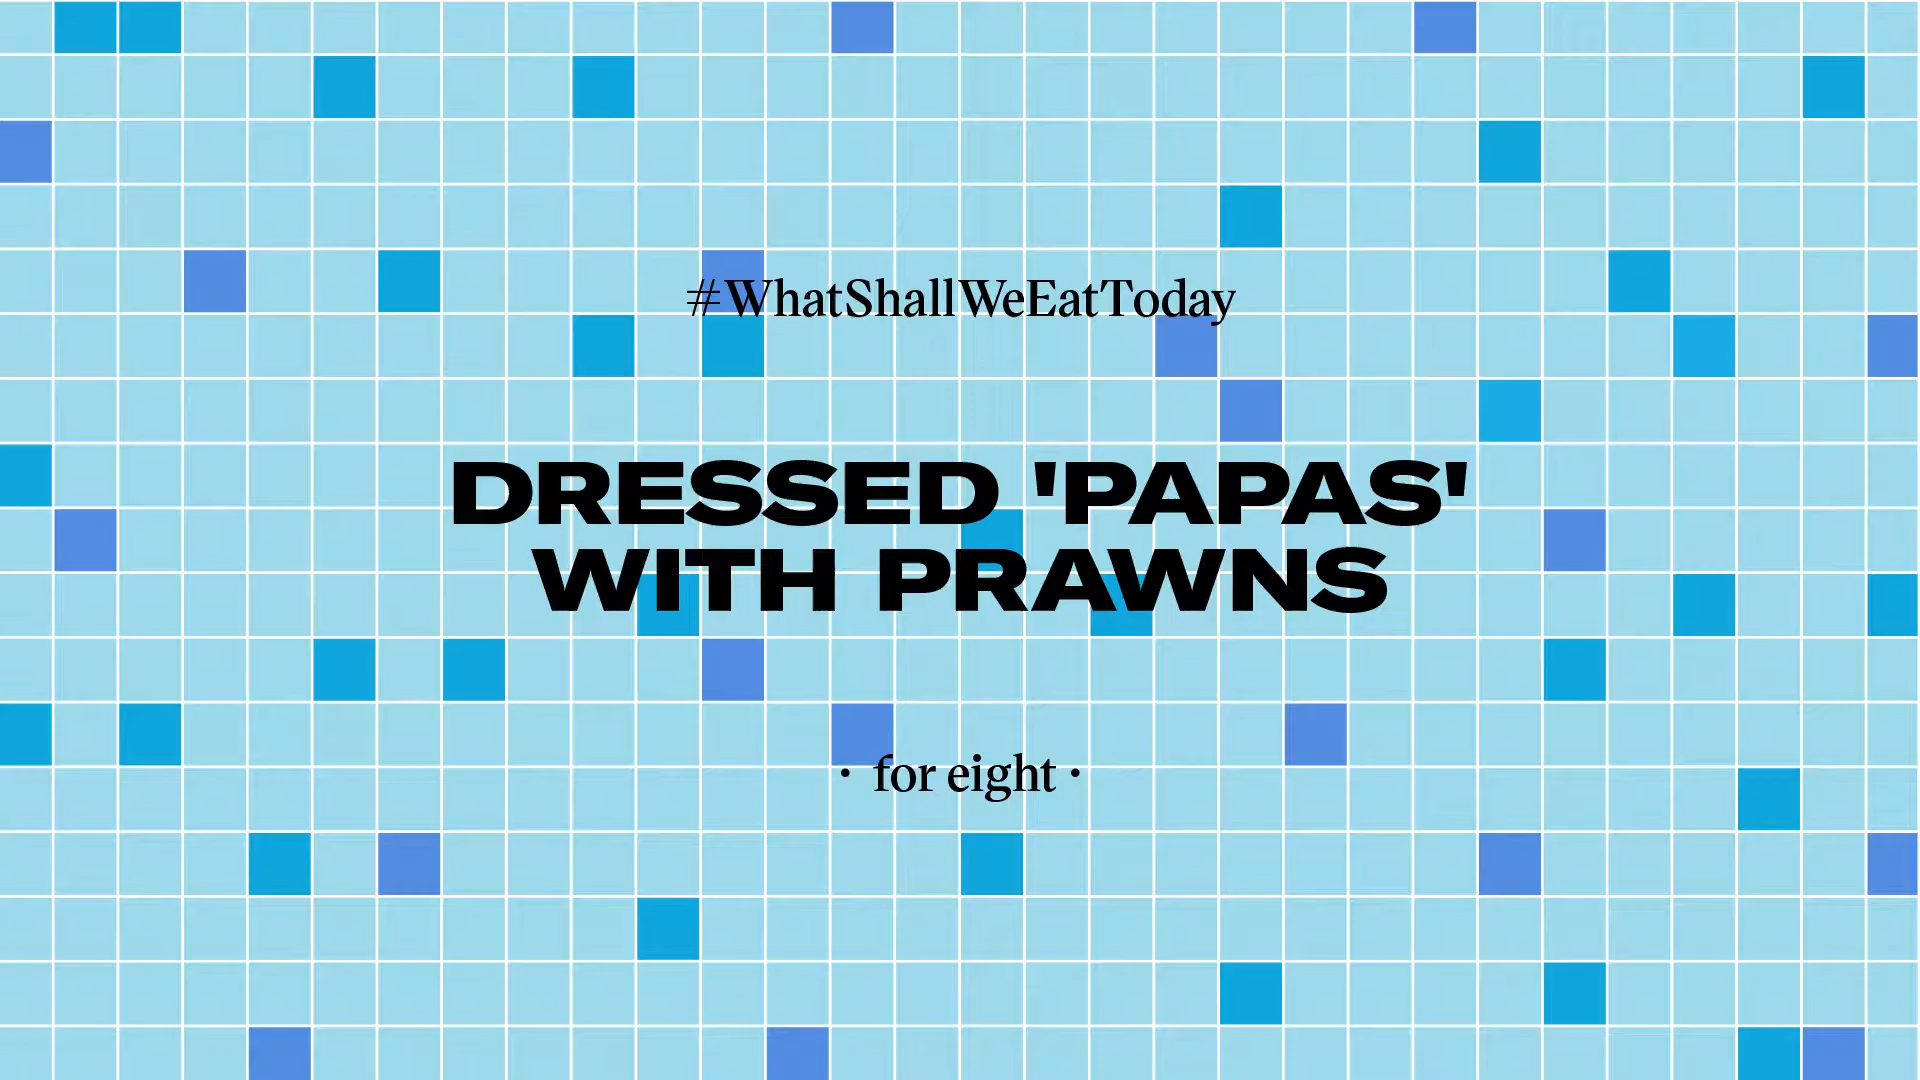 #WhatShallWeEatToday
DRESSED 'PAPAS'
WITH PRAWNS
· for eight ·